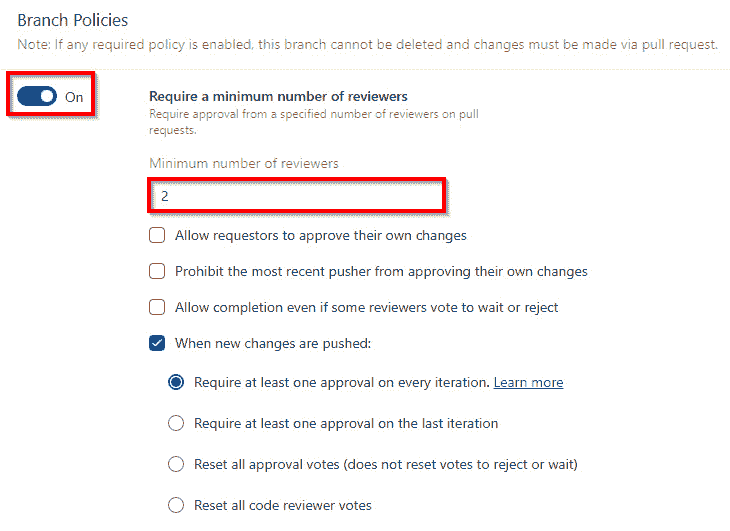 Branch Policies
Note: If any required policy is enabled, this branch cannot be deleted and changes must be made via pull request.
On
Require a minimum number of reviewers
Require approval from a specified number of reviewers on pull
requests.
Minimum number of reviewers
2
Allow requestors to approve their own changes
Prohibit the most recent pusher from approving their own changes
Allow completion even if some reviewers vote to wait or reject
When new changes are pushed:
Require at least one approval on every iteration. Learn more
Require at least one approval on the last iteration
Reset all approval votes (does not reset votes to reject or wait)
Reset all code reviewer votes